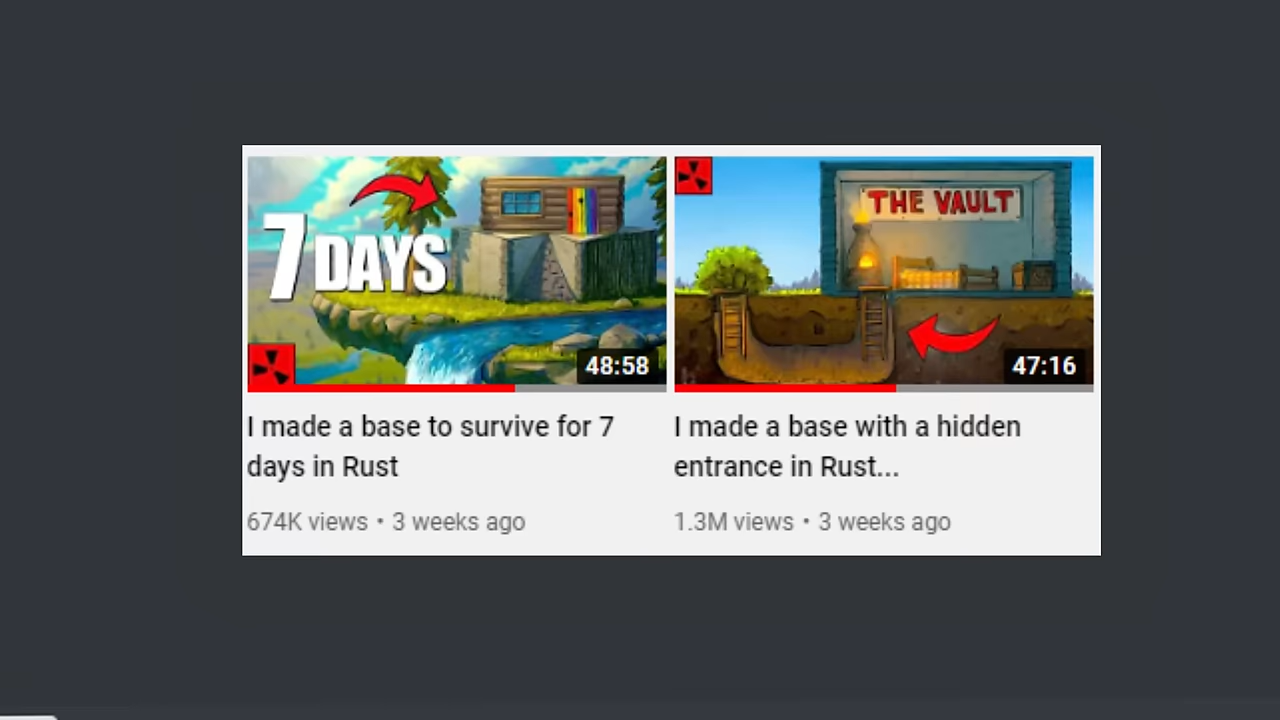 7 DAYS
48:58
THE VAULT
47:16
I made a base to survive for 7
days in Rust
674K views • 3 weeks ago
I made a base with a hidden
entrance in Rust...
1.3M views • 3 weeks ago